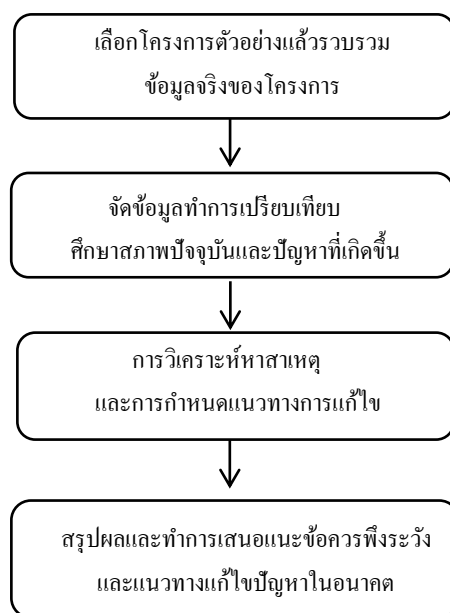 เลือกโครงการตัวอย่างแล้วรวบรวม
ข้อมูลจริงของโครงการ
จัดข้อมูลทำการเปรียบเทียบ
ศึกษาสภาพปัจจุบันและปัญหาที่เกิดขึ้น
การวิเคราะห์หาสาเหตุ
และการกำหนดแนวทางการแก้ไข
สรุปผลและทำการเสนอแนะข้อควรพึงระวัง
และแนวทางแก้ไขปัญหาในอนาคต